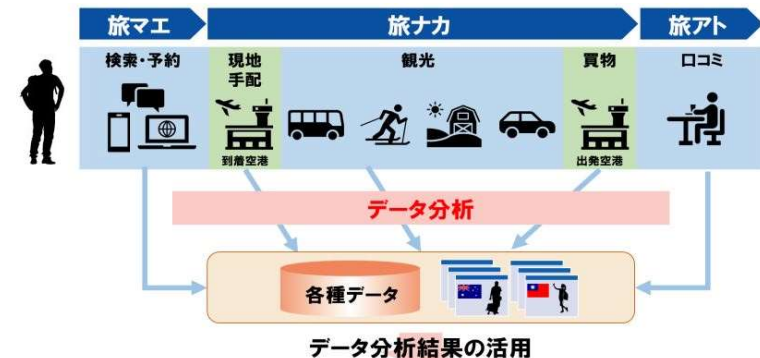 旅マエ
旅ナカ
旅アト
検索・予約
現地
手配
観光
買物
口コミ
到着空港
出発空港
データ分析
各種データ
データ分析結果の活用